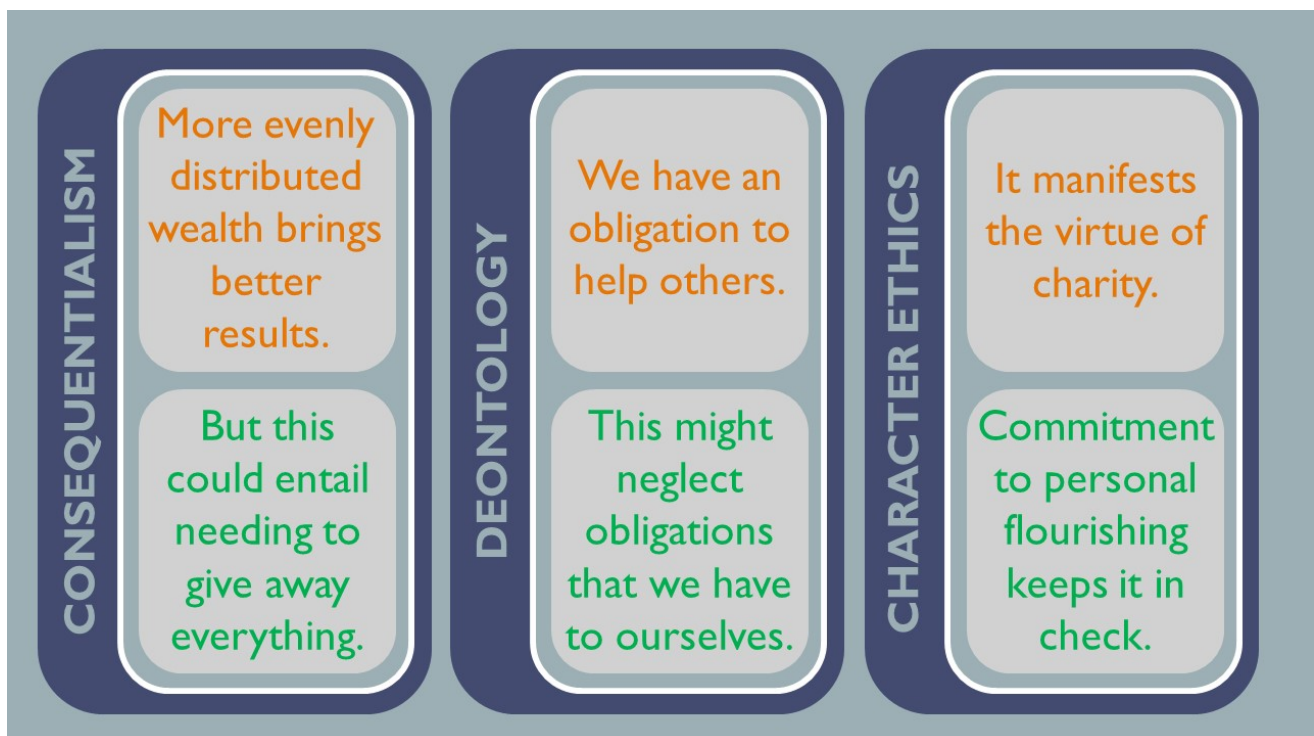 CONSEQUENTIALISM
More evenly
distributed
wealth brings
better
results.
But this
could entail
needing to
give away
everything.
DEONTOLOGY
We have an
obligation to
help others.
This might
neglect
obligations
that we have
to ourselves.
CHARACTER ETHICS
It manifests
the virtue of
charity.
Commitment
to personal
flourishing
keeps it in
check.